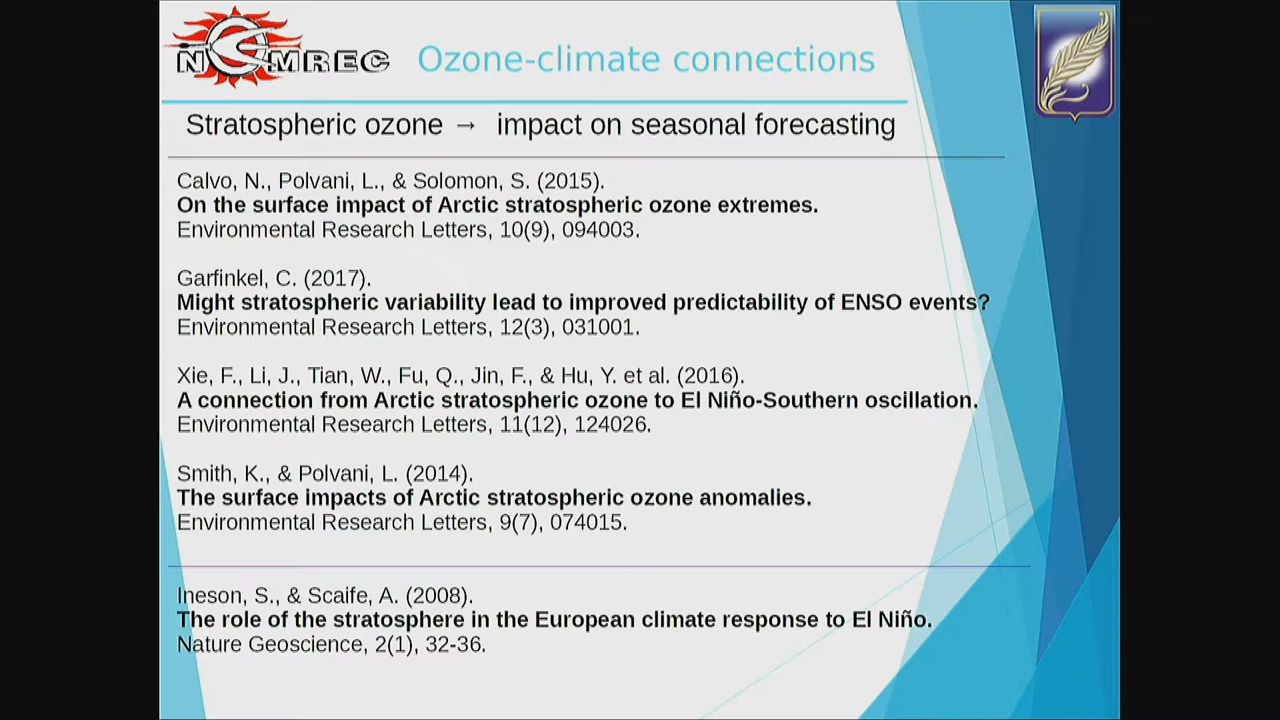 NOMREC
Ozone-climate connections
Stratospheric ozone → impact on seasonal forecasting
Calvo, N., Polvani, L., & Solomon, S. (2015).
On the surface impact of Arctic stratospheric ozone extremes.
Environmental Research Letters, 10(9), 094003.
Garfinkel, C. (2017).
Might stratospheric variability lead to improved predictability of ENSO events?
Environmental Research Letters, 12(3), 031001.
Xie, F., Li, J., Tian, W., Fu, Q., Jin, F., & Hu, Y. et al. (2016).
A connection from Arctic stratospheric ozone to El Niño-Southern oscillation.
Environmental Research Letters, 11(12), 124026.
Smith, K., & Polvani, L. (2014).
The surface impacts of Arctic stratospheric ozone anomalies.
Environmental Research Letters, 9(7), 074015.
Ineson, S., & Scaife, A. (2008).
The role of the stratosphere in the European climate response to El Niño.
Nature Geoscience, 2(1), 32-36.